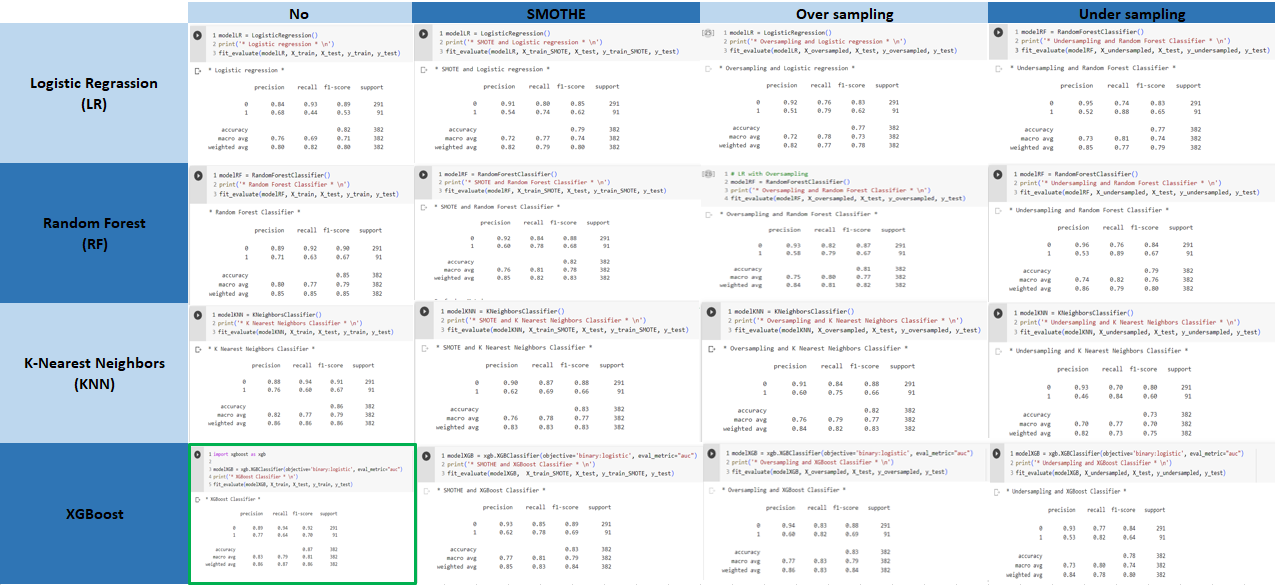 No
SMOTHE
Over sampling
Under sampling
Logistic Regrassion
(LR)
1 modelLR = LogisticRegression()
2 print('* Logistic regression * \n')
3 fit_evaluate(modelLR, X_train, X_test, y_train, y_test)
* Logistic regression *
precision recall f1-score support
0 0.84 0.93 0.89 291
1 0.68 0.44 0.53 91
accuracy 0.82 382
macro avg 0.76 0.69 0.71 382
weighted avg 0.80 0.82 0.80 382
1 modelLR = LogisticRegression()
2 print('* SMOTE and Logistic regression * \n')
3 fit_evaluate(modelLR, X_train_SMOTE, X_test, y_train_SMOTE, y_test)
* SMOTE and Logistic regression *
precision recall f1-score support
0 0.91 0.80 0.85 291
1 0.54 0.74 0.62 91
accuracy 0.79 382
macro avg 0.72 0.77 0.74 382
weighted avg 0.82 0.79 0.80 382
1 modelLR = LogisticRegression()
2 print('* Oversampling and Logistic regression * \n')
3 fit_evaluate(modelLR, X_oversampled, X_test, y_oversampled, y_test)
* Oversampling and Logistic regression *
precision recall f1-score support
0 0.92 0.76 0.83 291
1 0.51 0.79 0.62 91
accuracy 0.77 382
macro avg 0.72 0.78 0.73 382
weighted avg 0.82 0.77 0.78 382
1 modelRF = RandomForestClassifier()
2 print('* Undersampling and Random Forest Classifier * \n')
3 fit_evaluate(modelRF, X_undersampled, X_test, y_undersampled, y_test)
* Undersampling and Random Forest Classifier *
precision recall f1-score support
0 0.95 0.74 0.83 291
1 0.52 0.88 0.65 91
accuracy 0.77 382
macro avg 0.73 0.81 0.74 382
weighted avg 0.85 0.77 0.79 382
Random Forest
(RF)
1 modelRF = RandomForestClassifier()
2 print('* Random Forest Classifier * \n')
3 fit_evaluate(modelRF, X_train, X_test, y_train, y_test)
* Random Forest Classifier *
precision recall f1-score support
0 0.89 0.92 0.90 291
1 0.71 0.63 0.67 91
accuracy 0.85 382
macro avg 0.80 0.77 0.79 382
weighted avg 0.85 0.85 0.85 382
1 modelRF = RandomForestClassifier()
2 print('* SMOTE and Random Forest Classifier * \n')
3 fit_evaluate(modelRF, X_train_SMOTE, X_test, y_train_SMOTE, y_test)
* SMOTE and Random Forest Classifier *
precision recall f1-score support
0 0.92 0.84 0.88 291
1 0.60 0.78 0.68 91
accuracy 0.82 382
macro avg 0.76 0.81 0.78 382
weighted avg 0.85 0.82 0.83 382
1 # LR with Oversampling
2 modelRF = RandomForestClassifier()
3 print('* Oversampling and Random Forest Classifier * \n')
4 fit_evaluate(modelRF, X_oversampled, X_test, y_oversampled, y_test)
* Oversampling and Random Forest Classifier *
precision recall f1-score support
0 0.93 0.82 0.87 291
1 0.58 0.79 0.67 91
accuracy 0.81 382
macro avg 0.75 0.80 0.77 382
weighted avg 0.84 0.81 0.82 382
1 modelRF = RandomForestClassifier()
2 print('* Undersampling and Random Forest Classifier * \n')
3 fit_evaluate(modelRF, X_undersampled, X_test, y_undersampled, y_test)
* Undersampling and Random Forest Classifier *
precision recall f1-score support
0 0.96 0.76 0.84 291
1 0.53 0.89 0.67 91
accuracy 0.79 382
macro avg 0.74 0.82 0.76 382
weighted avg 0.86 0.79 0.80 382
K-Nearest Neighbors
(KNN)
1 modelKNN = KNeighborsClassifier()
2 print('* K Nearest Neighbors Classifier * \n')
3 fit_evaluate(modelKNN, X_train, X_test, y_train, y_test)
* K Nearest Neighbors Classifier *
precision recall f1-score support
0 0.88 0.94 0.91 291
1 0.76 0.60 0.67 91
accuracy 0.86 382
macro avg 0.82 0.77 0.79 382
weighted avg 0.86 0.86 0.86 382
1 modelKNN = KNeighborsClassifier()
2 print('* SMOTE and K Nearest Neighbors Classifier * \n')
3 fit_evaluate(modelKNN, X_train_SMOTE, X_test, y_train_SMOTE, y_test)
* SMOTE and K Nearest Neighbors Classifier *
precision recall f1-score support
0 0.90 0.87 0.88 291
1 0.62 0.69 0.66 91
accuracy 0.83 382
macro avg 0.76 0.78 0.77 382
weighted avg 0.83 0.83 0.83 382
1 modelKNN = KNeighborsClassifier()
2 print('* Oversampling and K Nearest Neighbors Classifier * \n')
3 fit_evaluate(modelKNN, X_oversampled, X_test, y_oversampled, y_test)
* Oversampling and K Nearest Neighbors Classifier *
precision recall f1-score support
0 0.91 0.84 0.88 291
1 0.60 0.75 0.66 91
accuracy 0.82 382
macro avg 0.76 0.79 0.77 382
weighted avg 0.84 0.82 0.83 382
1 modelKNN = KNeighborsClassifier()
2 print('* Undersampling and K Nearest Neighbors Classifier * \n')
3 fit_evaluate(modelKNN, X_undersampled, X_test, y_undersampled, y_test)
* Undersampling and K Nearest Neighbors Classifier *
precision recall f1-score support
0 0.93 0.70 0.80 291
1 0.46 0.84 0.60 91
accuracy 0.73 382
macro avg 0.70 0.77 0.70 382
weighted avg 0.82 0.73 0.75 382
XGBoost
1 import xgboost as xgb
2
3 modelXGB = xgb.XGBClassifier(objective='binary:logistic', eval_metric="auc")
4 print('* XGBoost Classifier * \n')
5 fit_evaluate(modelXGB, X_train, X_test, y_train, y_test)
* XGBoost Classifier *
precision recall f1-score support
0 0.89 0.94 0.92 291
1 0.77 0.64 0.70 91
accuracy 0.87 382
macro avg 0.83 0.79 0.81 382
weighted avg 0.86 0.87 0.86 382
1 modelXGB = xgb.XGBClassifier(objective='binary:logistic', eval_metric="auc")
2 print('* SMOTHE and XGBoost Classifier * \n')
3 fit_evaluate(modelXGB, X_train_SMOTE, X_test, y_train_SMOTE, y_test)
* SMOTHE and XGBoost Classifier *
precision recall f1-score support
0 0.93 0.85 0.89 291
1 0.62 0.78 0.69 91
accuracy 0.83 382
macro avg 0.77 0.81 0.79 382
weighted avg 0.85 0.83 0.84 382
1 modelXGB = xgb.XGBClassifier(objective='binary:logistic', eval_metric="auc")
2 print('* Oversampling and XGBoost Classifier * \n')
3 fit_evaluate(modelXGB, X_oversampled, X_test, y_oversampled, y_test)
* Oversampling and XGBoost Classifier *
precision recall f1-score support
0 0.94 0.83 0.88 291
1 0.60 0.82 0.69 91
accuracy 0.83 382
macro avg 0.77 0.83 0.79 382
weighted avg 0.86 0.83 0.84 382
1 modelXGB = xgb.XGBClassifier(objective='binary:logistic', eval_metric="auc")
2 print('* Undersampling and XGBoost Classifier * \n')
3 fit_evaluate(modelXGB, X_undersampled, X_test, y_undersampled, y_test)
* Undersampling and XGBoost Classifier *
precision recall f1-score support
0 0.93 0.77 0.84 291
1 0.53 0.82 0.64 91
accuracy 0.78 382
macro avg 0.73 0.80 0.74 382
weighted avg 0.84 0.78 0.80 382